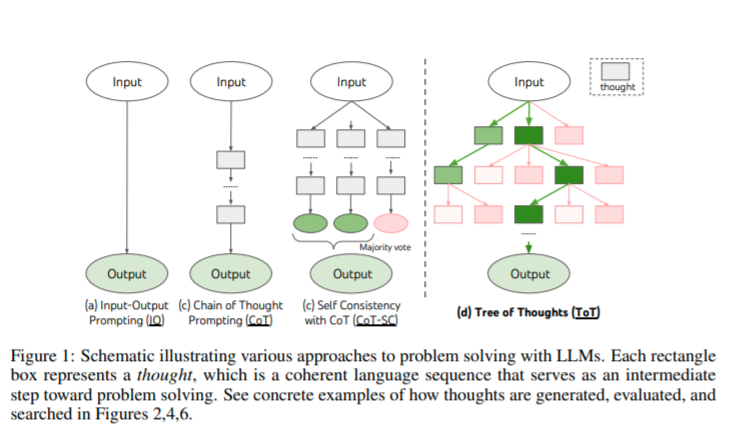 Input
Input
Input
Input
thought
......
......
......
......
......
Majority vote
Output
Output
Output
Output
(a) Input-Output
Prompting (IO)
(c) Chain of Thought
Prompting (CoT)
(c) Self Consistency
with CoT (CoT-SC)
(d) Tree of Thoughts (ToT)
Figure 1: Schematic illustrating various approaches to problem solving with LLMs. Each rectangle
box represents a thought, which is a coherent language sequence that serves as an intermediate
step toward problem solving. See concrete examples of how thoughts are generated, evaluated, and
searched in Figures 2,4,6.